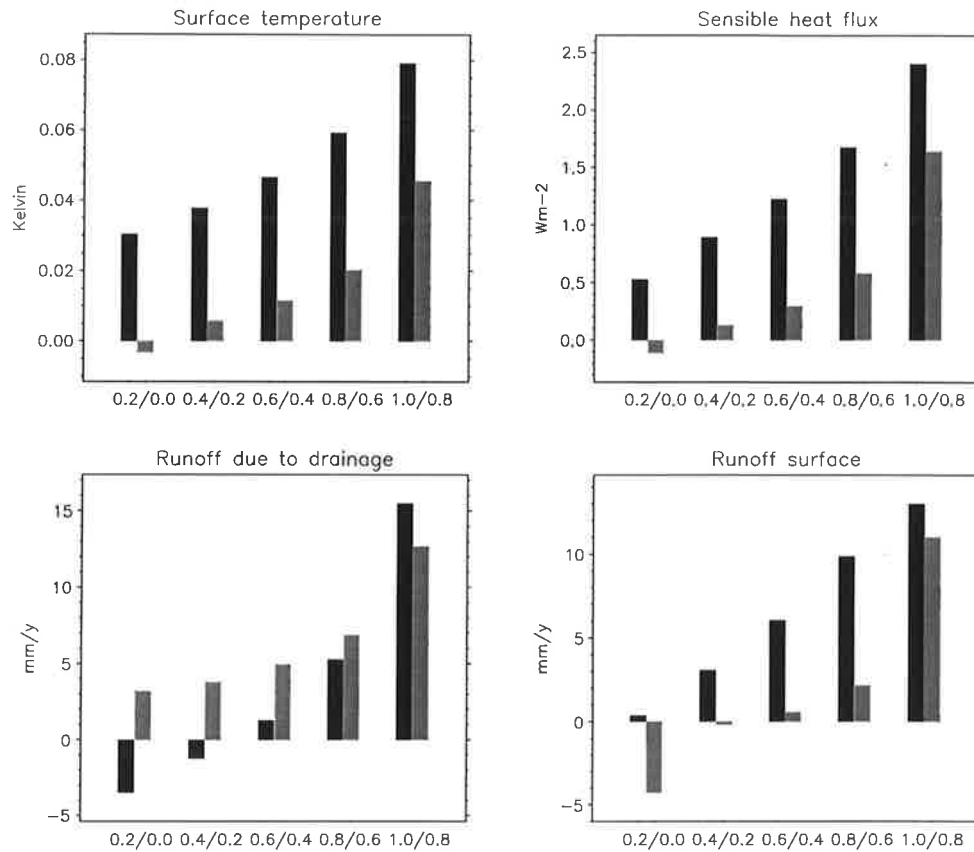 Surface temperature
0.08
0.06
0.04
0.02
0.00
Kelvin
0.2/0.0 0.4/0.2 0.6/0.4 0.8/0.6 1.0/0.8
Sensible heat flux
2.5
2.0
1.5
1.0
0.5
0.0
Wm-2
0.2/0.0 0.4/0.2 0.6/0.4 0.8/0.6 1.0/0.8
Runoff due to drainage
15
10
5
0
-5
mm/y
0.2/0.0 0.4/0.2 0.6/0.4 0.8/0.6 1.0/0.8
Runoff surface
10
5
0
-5
mm/y
0.2/0.0 0.4/0.2 0.6/0.4 0.8/0.6 1.0/0.8